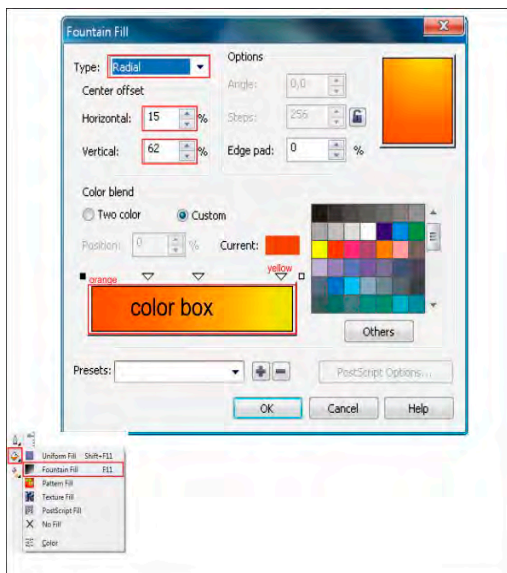 Fountain Fill
Type: Radial
Options
Angle: 0,0
Center offset
Horizontal: 15 %
Steps: 256
Vertical: 62 %
Edge pad: 0 %
Color blend
Two color Custom
Position: 0 % Current:
orange yellow
color box
Others
Presets: PostScript Options...
OK Cancel Help
Uniform Fill Shift+F11
Fountain Fill F11
Pattern Fill
Texture Fill
PostScript Fill
No Fill
Color